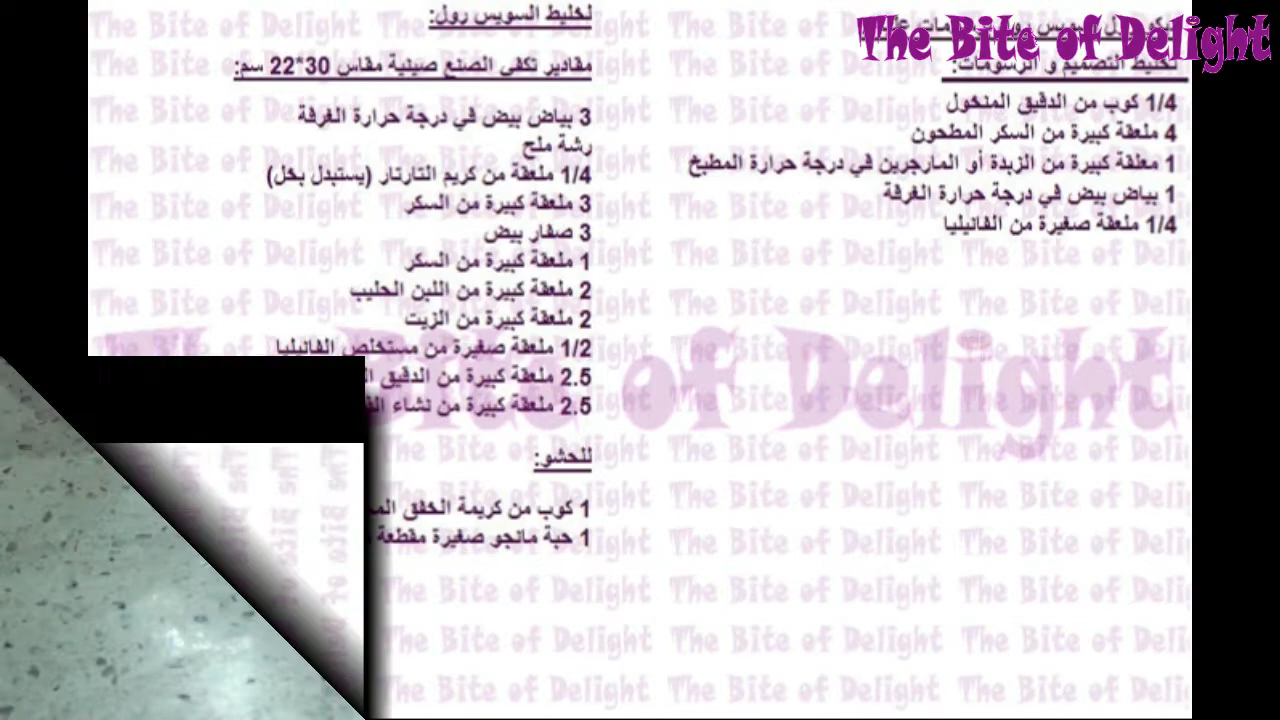 The Bite of Delight
لخليط التصميم و الرسومات:
1/4 كوب من الدقيق المنخول
4 ملعقة كبيرة من السكر المطحون
1 معلقة كبيرة من الزبدة أو المارجرين في درجة حرارة المطبخ
1 بياض بيض في درجة حرارة الغرفة
1/4 ملعقة صغيرة من الفانيليا
لخليط السويس رول:
مقادير تكفى الصنع صينية مقاس 30*22 سم:
3 بياض بيض في درجة حرارة الغرفة
رشة ملح
1/4 ملعقة من كريم التارتار (يستبدل بخل)
3 ملعقة كبيرة من السكر
3 صفار بيض
1 ملعقة كبيرة من السكر
2 ملعقة كبيرة من اللبن الحليب
2 ملعقة كبيرة من الزيت
1/2 ملعقة صغيرة من مستخلص الفانيليا
2.5 ملعقة كبيرة من الدقيق
2.5 ملعقة كبيرة من نشاء
للحشو:
1 كوب من كريمة الخفق
1 حبة مانجو صغيرة مقطعة
The Bite of Delight